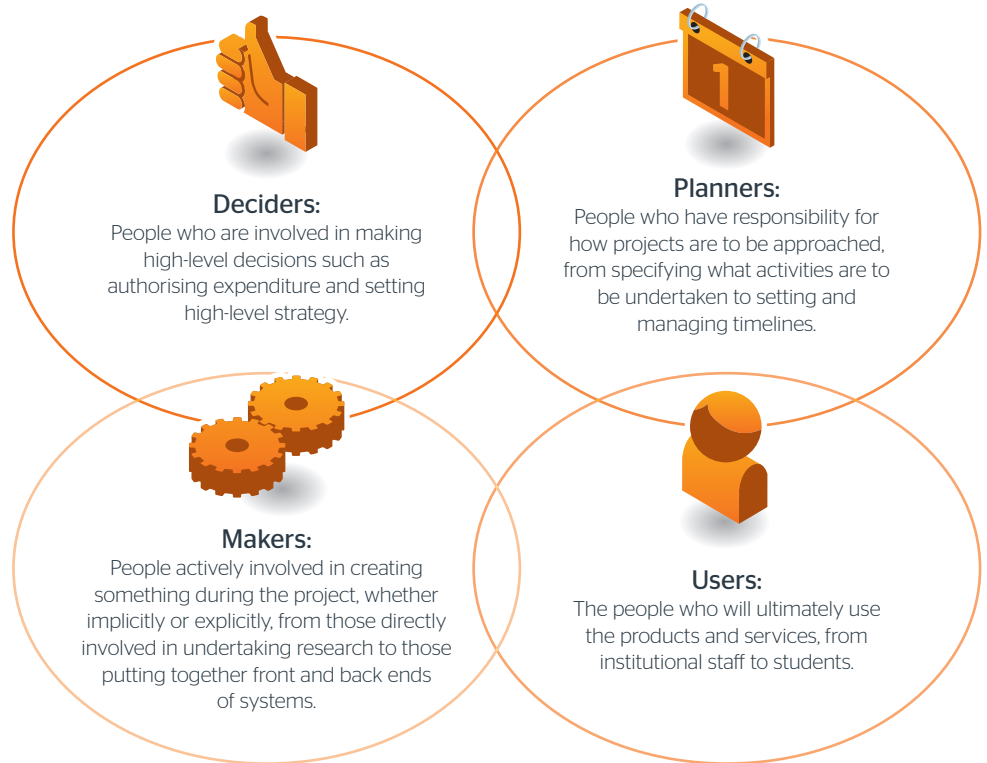 Deciders:
People who are involved in making
high-level decisions such as
authorising expenditure and setting
high-level strategy.
1
Planners:
People who have responsibility for
how projects are to be approached,
from specifying what activities are to
be undertaken to setting and
managing timelines.
Makers:
People actively involved in creating
something during the project, whether
implicitly or explicitly, from those directly
involved in undertaking research to those
putting together front and back ends
of systems.
Users:
The people who will ultimately use
the products and services, from
institutional staff to students.